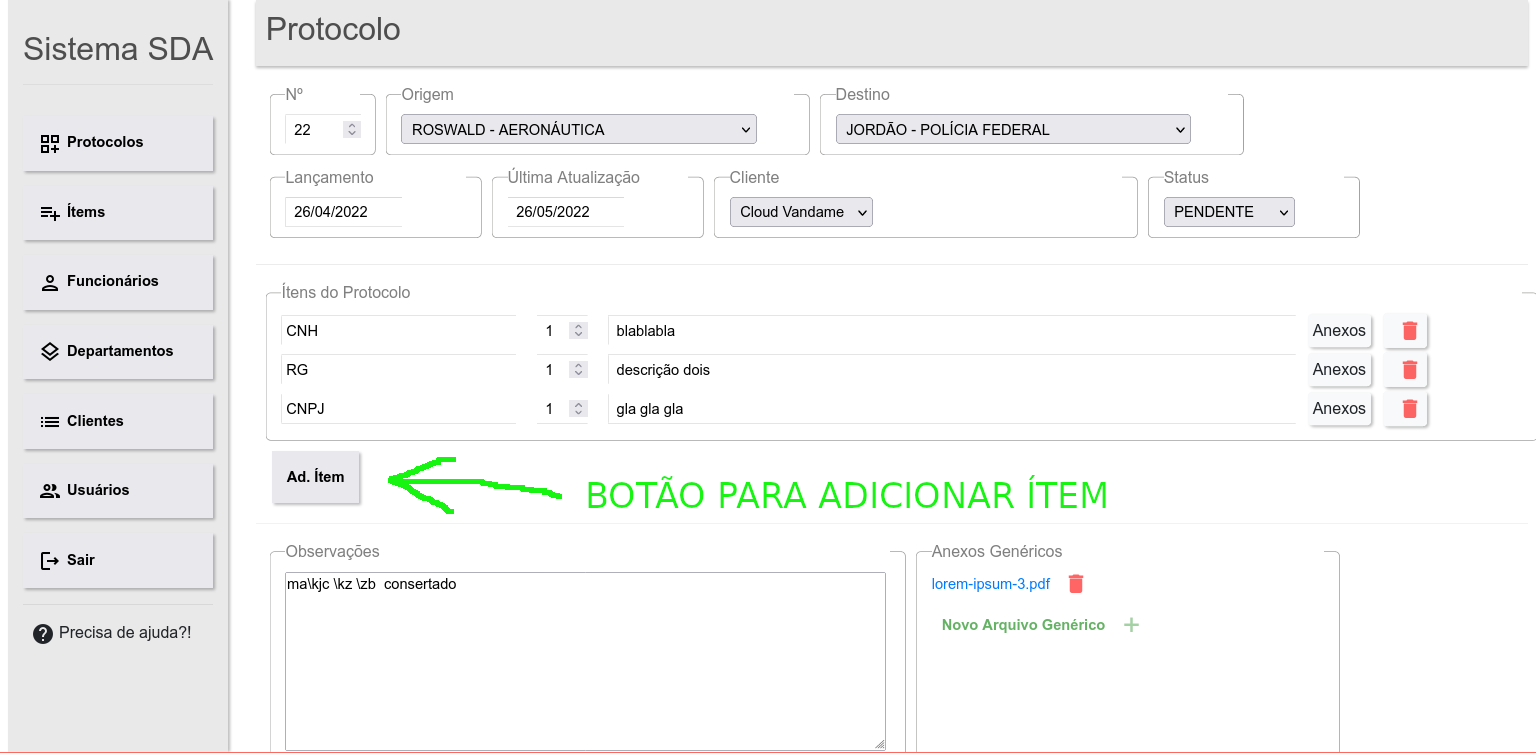 Sistema SDA
Protocolos
Ítens
Funcionários
Departamentos
Clientes
Usuários
Sair
Precisa de ajuda?!
Protocolo
Nº Origem Destino
22 ROSWALD - AERONÁUTICA JORDÃO - POLÍCIA FEDERAL
Lançamento Última Atualização Cliente Status
26/04/2022 26/05/2022 Cloud Vandame PENDENTE
Ítens do Protocolo
CNH 1 blablabla Anexos
RG 1 descrição dois Anexos
CNPJ 1 gla gla gla Anexos
Ad. Ítem
BOTÃO PARA ADICIONAR ÍTEM
Observações Anexos Genéricos
ma\kjc \kz \zb  consertado lorem-ipsum-3.pdf
Novo Arquivo Genérico +